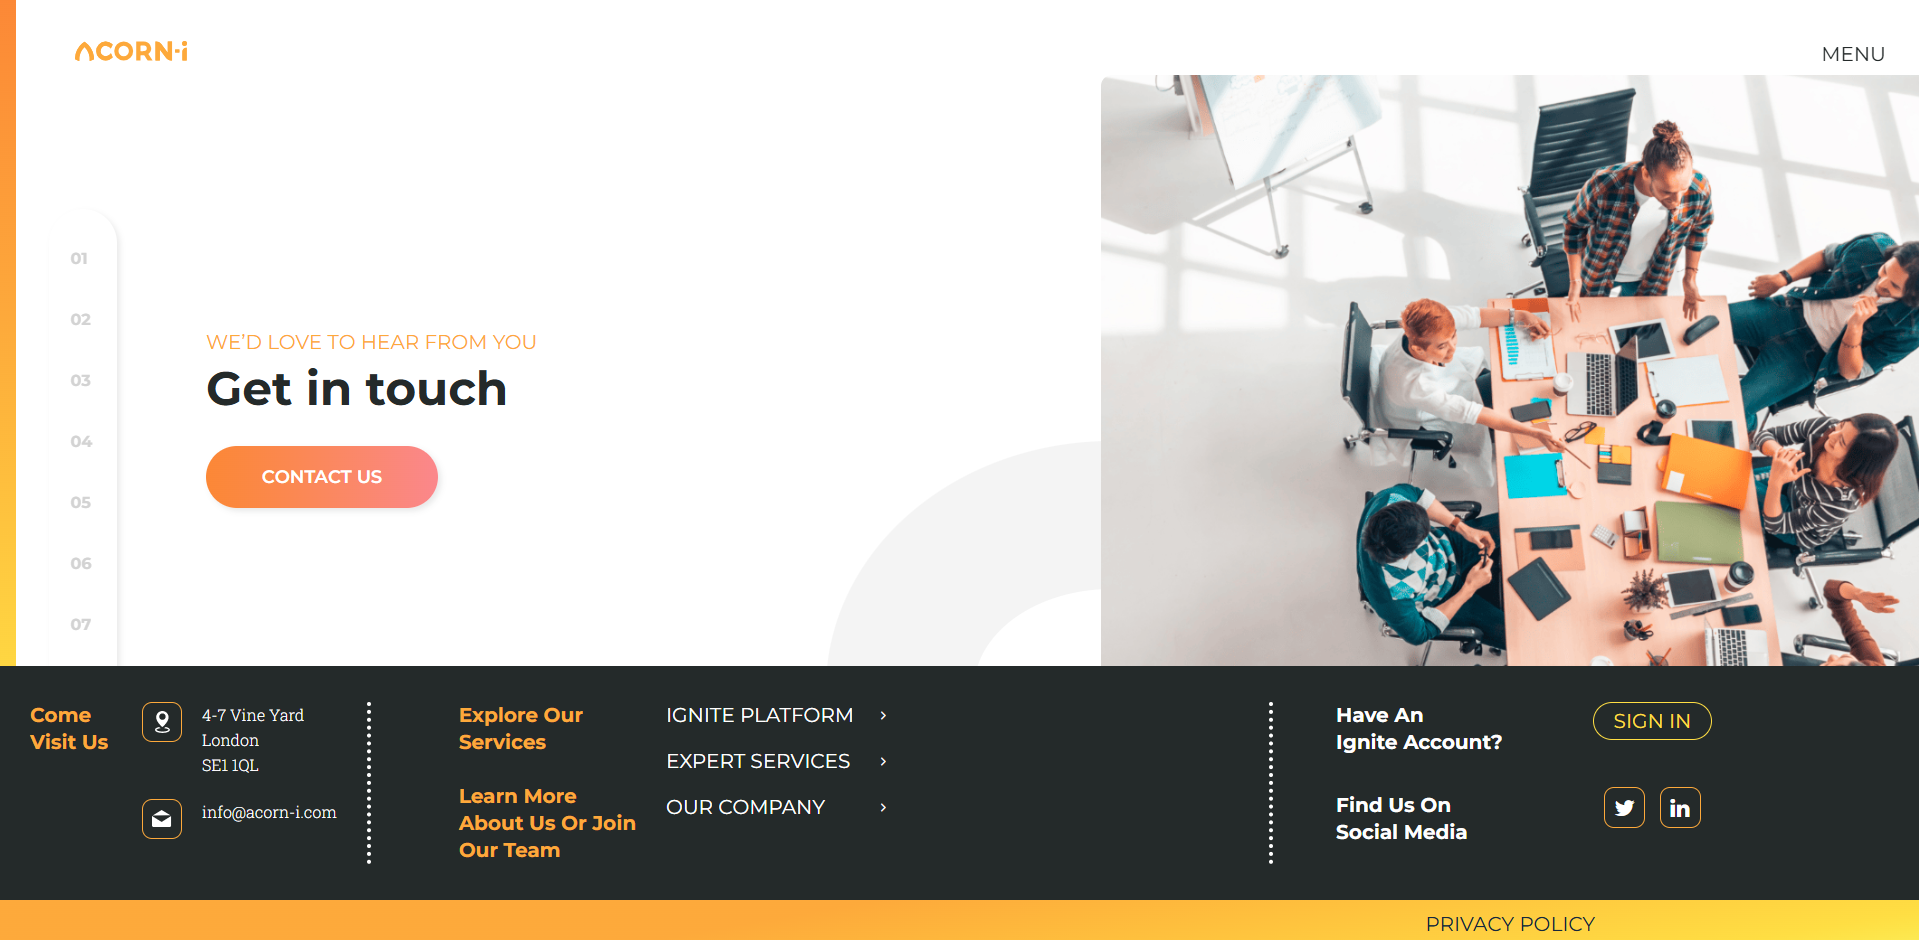 ACORN-i
MENU
01
02
03
04
05
06
07
WE’D LOVE TO HEAR FROM YOU
Get in touch
CONTACT US
Come
Visit Us
4-7 Vine Yard
London
SE1 1QL
info@acorn-i.com
Explore Our
Services
Learn More
About Us Or Join
Our Team
IGNITE PLATFORM
EXPERT SERVICES
OUR COMPANY
Have An
Ignite Account?
SIGN IN
Find Us On
Social Media
in
PRIVACY POLICY